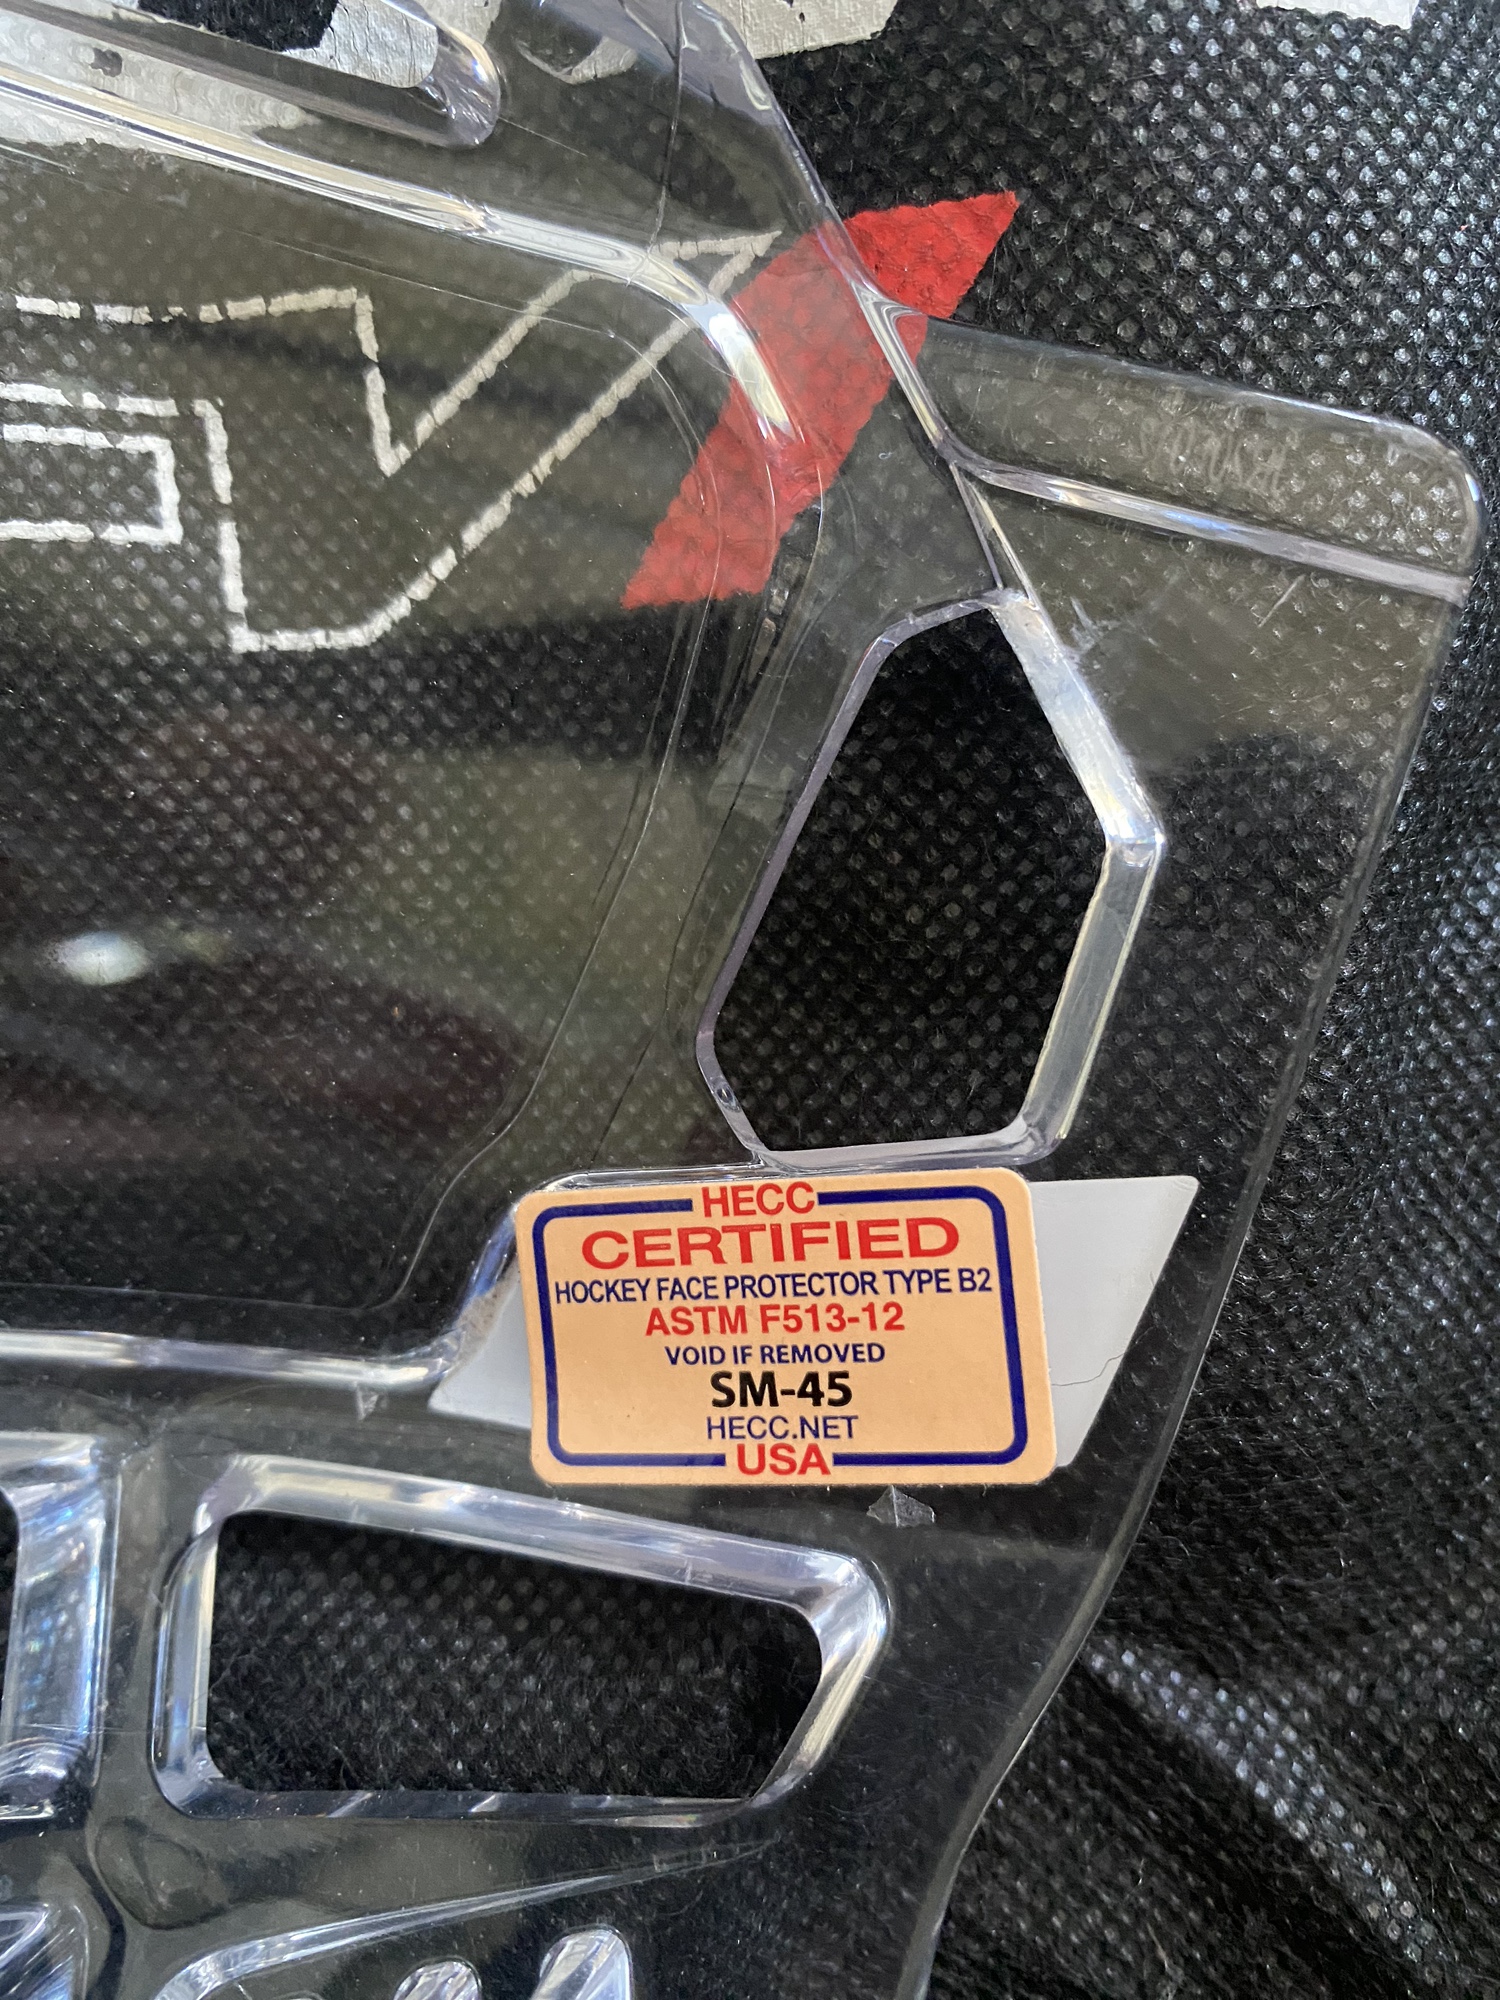 HECC
CERTIFIED
HOCKEY FACE PROTECTOR TYPE B2
ASTM F513-12
VOID IF REMOVED
SM-45
HECC.NET
USA